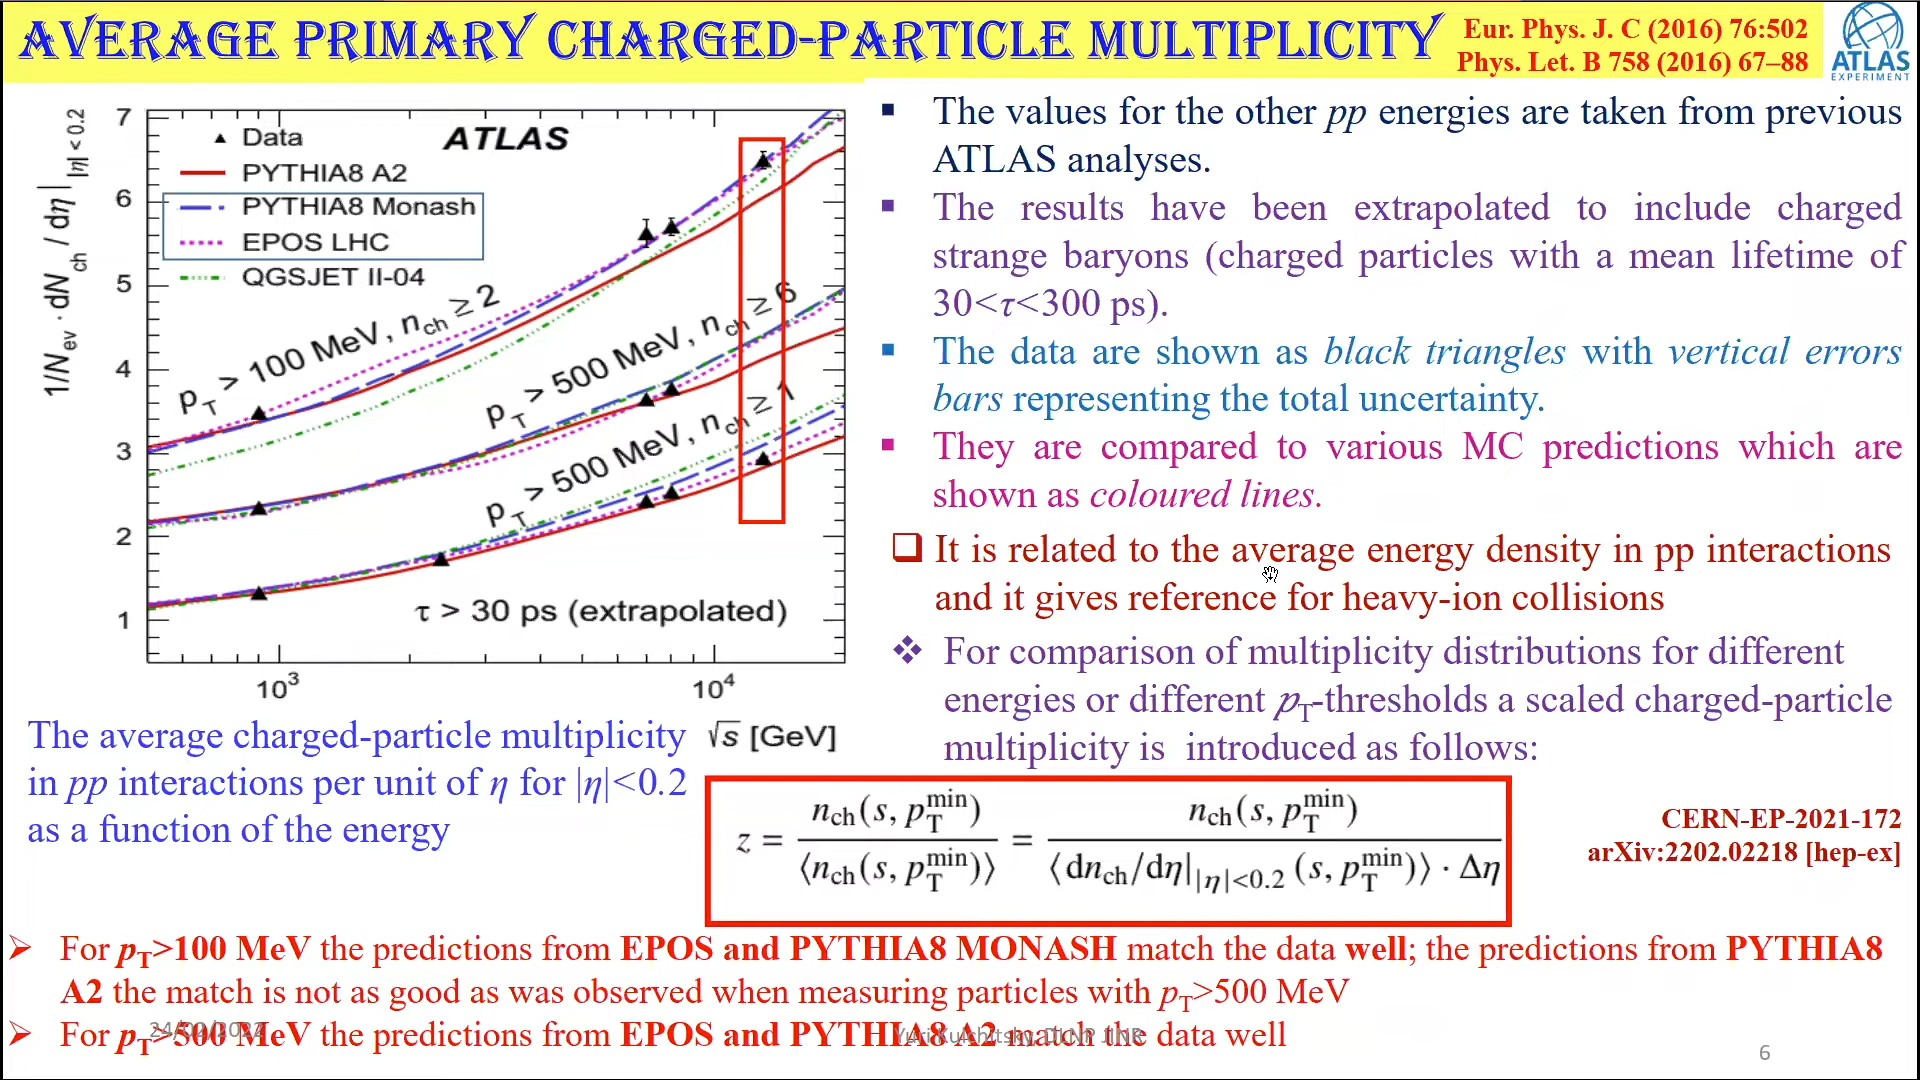 AVERAGE PRIMARY CHARGED-PARTICLE MULTIPLICITY
Eur. Phys. J. C (2016) 76:502
Phys. Let. B 758 (2016) 67–88
ATLAS
EXPERIMENT
1/N_ev · dN_ch / dη| |η| < 0.2
7
6
5
4
3
2
1
Data
ATLAS
PYTHIA8 A2
PYTHIA8 Monash
EPOS LHC
QGSJET II-04
p_T > 100 MeV, n_ch ≥ 2
p_T > 500 MeV, n_ch ≥ 6
p_T > 500 MeV, n_ch ≥ 1
τ > 30 ps (extrapolated)
10^3
10^4
√s [GeV]
The average charged-particle multiplicity
in pp interactions per unit of η for |η|<0.2
as a function of the energy
▪ The values for the other pp energies are taken from previous
ATLAS analyses.
▪ The results have been extrapolated to include charged
strange baryons (charged particles with a mean lifetime of
30<τ<300 ps).
▪ The data are shown as black triangles with vertical errors
bars representing the total uncertainty.
▪ They are compared to various MC predictions which are
shown as coloured lines.
❑ It is related to the average energy density in pp interactions
and it gives reference for heavy-ion collisions
❖ For comparison of multiplicity distributions for different
energies or different p_T-thresholds a scaled charged-particle
multiplicity is introduced as follows:
z = n_ch(s, p_T^min) / ⟨n_ch(s, p_T^min)⟩ = n_ch(s, p_T^min) / ⟨dn_ch/dη| |η|<0.2 (s, p_T^min)⟩ · Δη
CERN-EP-2021-172
arXiv:2202.02218 [hep-ex]
➢ For p_T>100 MeV the predictions from EPOS and PYTHIA8 MONASH match the data well; the predictions from PYTHIA8
A2 the match is not as good as was observed when measuring particles with p_T>500 MeV
➢ For p_T>500 MeV the predictions from EPOS and PYTHIA8 A2 match the data well
24/02/2022
Yuri Kulchitsky, DLNP JINR
6